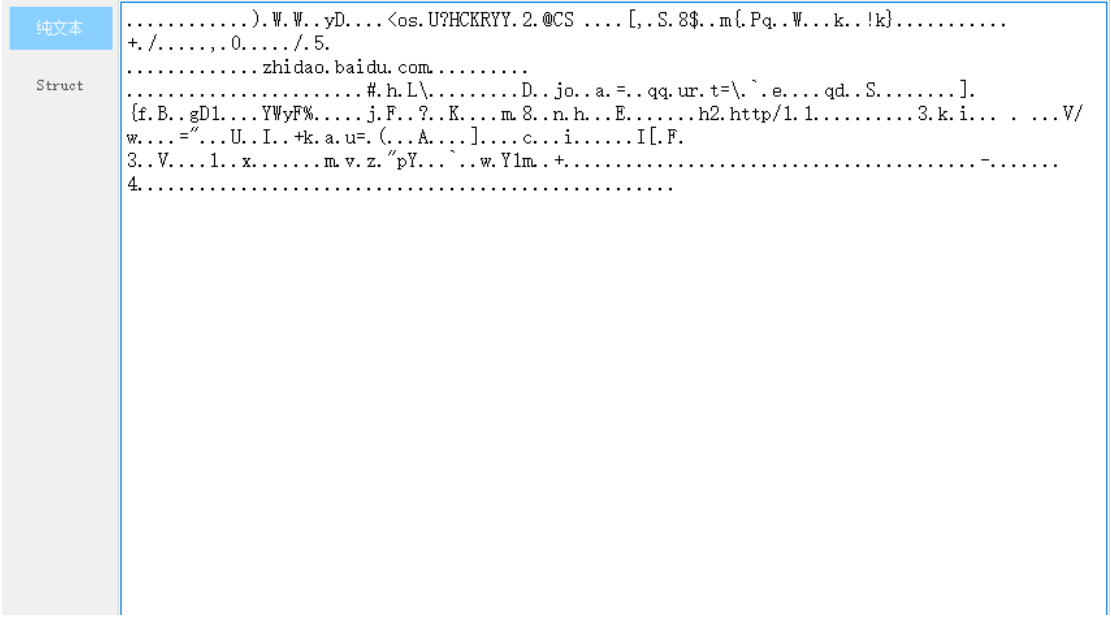 纯文本
Struct
............).W.W..yD....<os.U?HCKRYY.2.@CS ....[,.S.8$..m{.Pq..W...k..!k}...........
+./.....,.0...../.5.
.............zhidao.baidu.com..........
.......................#.h.L\.........D..jo..a.=..qq.ur.t=\.`.e....qd..S........].
{f.B..gD1....YWyF%.....j.F..?..K....m.8..n.h...E.......h2.http/1.1..........3.k.i... . ...V/
w....="...U..I..+k.a.u=.(...A....]....c...i......I[.F.
3..V....1..x.......m.v.z."pY...`..w.Y1m..+.........................................-.......
4.....................................................